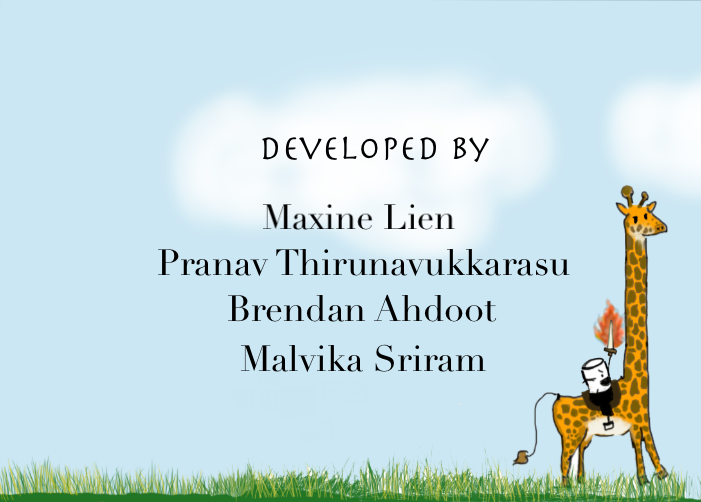 DEVELOPED BY
Maxine Lien
Pranav Thirunavukkarasu
Brendan Ahdoot
Malvika Sriram